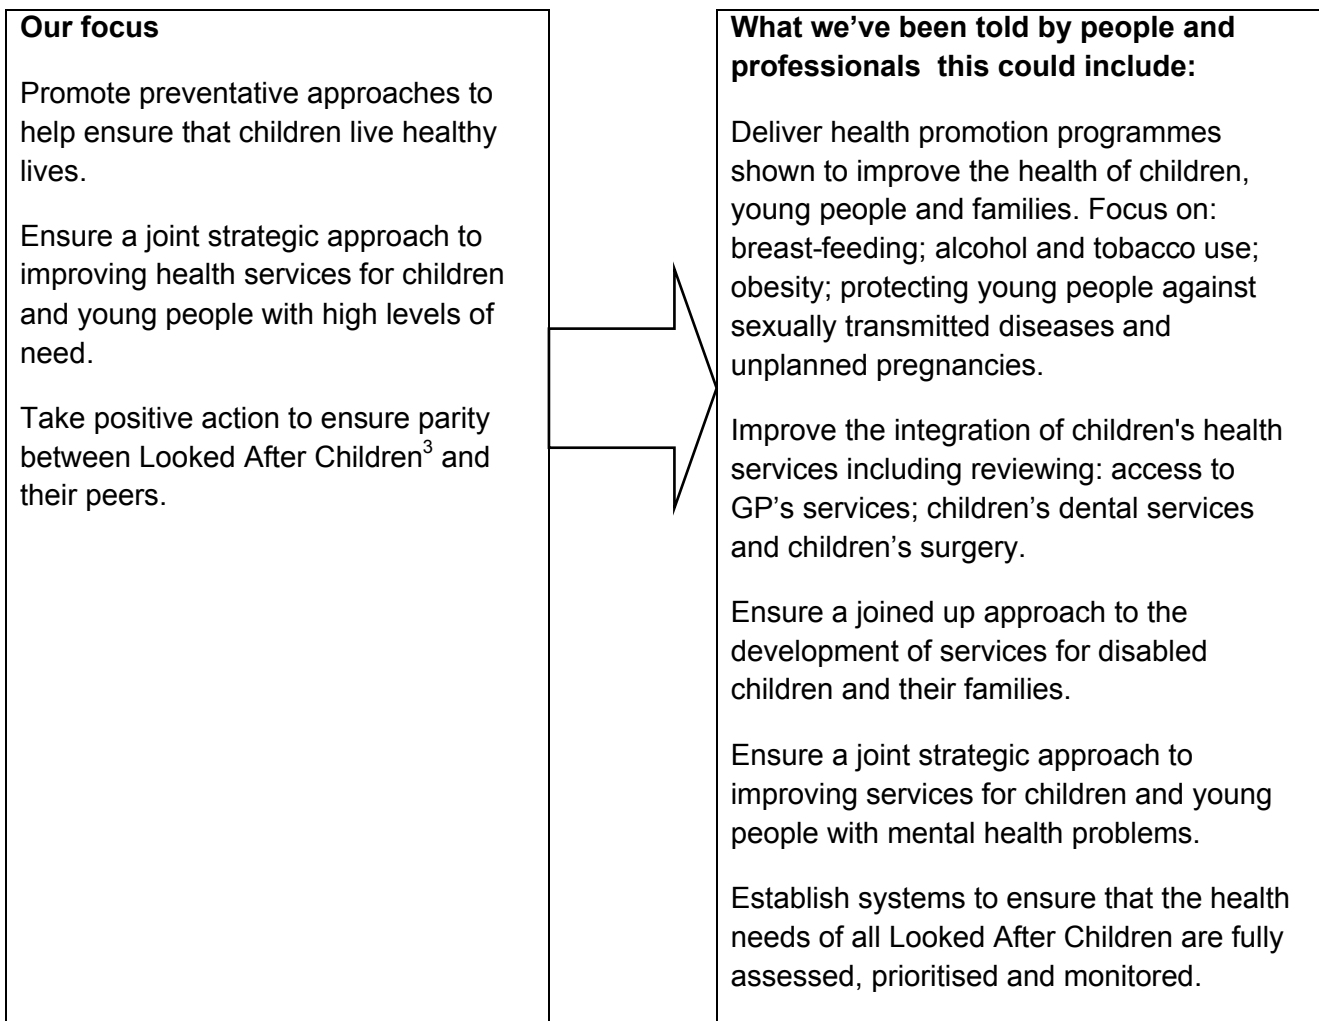 Our focus
Promote preventative approaches to
help ensure that children live healthy
lives.
Ensure a joint strategic approach to
improving health services for children
and young people with high levels of
need.
Take positive action to ensure parity
between Looked After Children³ and
their peers.
What we’ve been told by people and
professionals  this could include:
Deliver health promotion programmes
shown to improve the health of children,
young people and families. Focus on:
breast-feeding; alcohol and tobacco use;
obesity; protecting young people against
sexually transmitted diseases and
unplanned pregnancies.
Improve the integration of children's health
services including reviewing: access to
GP’s services; children’s dental services
and children’s surgery.
Ensure a joined up approach to the
development of services for disabled
children and their families.
Ensure a joint strategic approach to
improving services for children and young
people with mental health problems.
Establish systems to ensure that the health
needs of all Looked After Children are fully
assessed, prioritised and monitored.